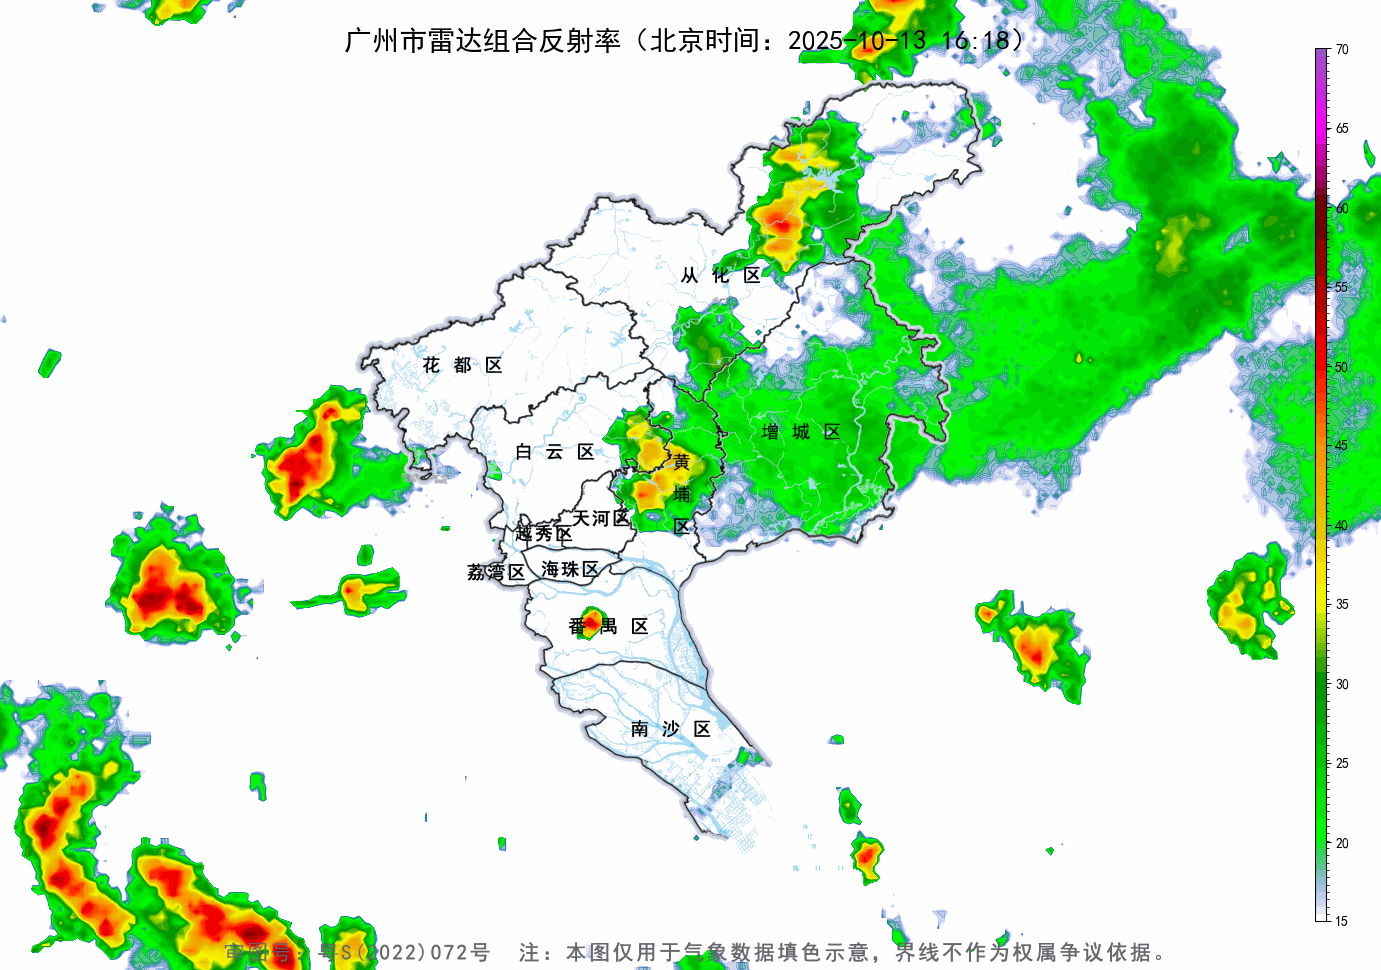 广州市雷达组合反射率（北京时间：2025-10-13 16:18）
70
65
60
55
50
45
40
35
30
25
20
15
从化区
花都区
增城区
白云区
黄埔区
天河区
越秀区
海珠区
荔湾区
番禺区
南沙区
审图号：粤S(2022)072号 注：本图仅用于气象数据填色示意，界线不作为权属争议依据。